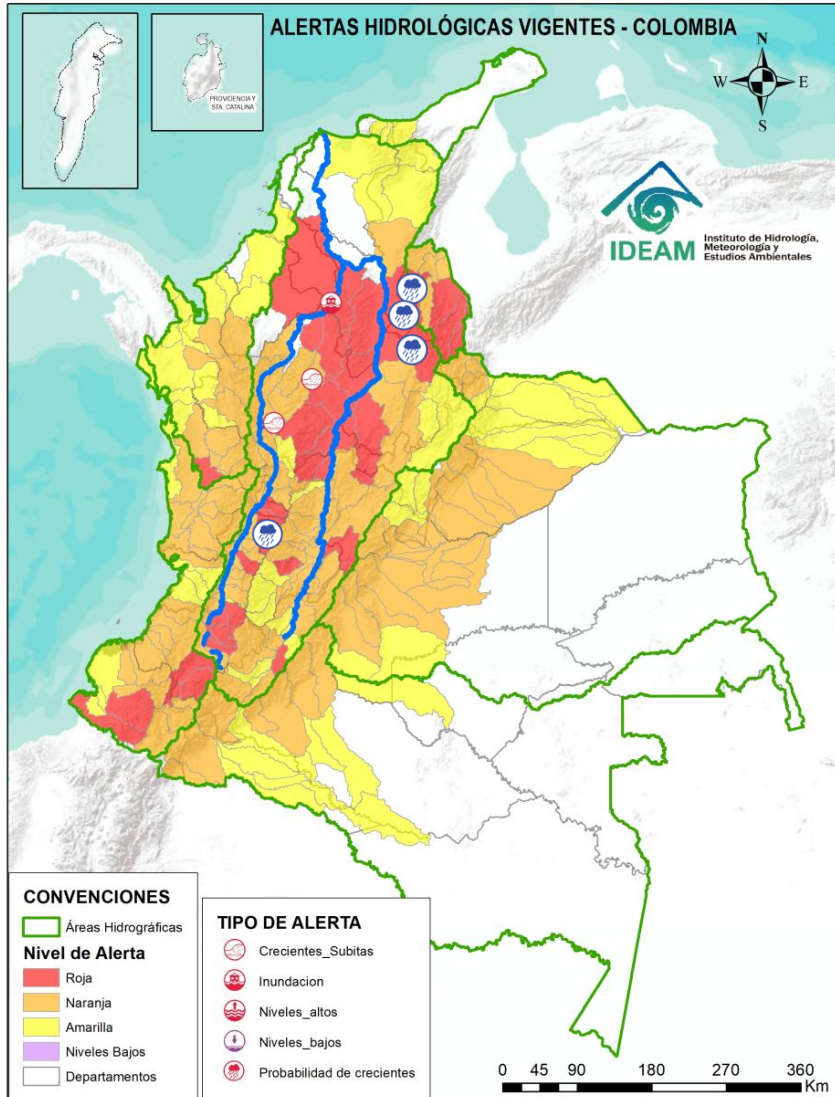 ALERTAS HIDROLÓGICAS VIGENTES - COLOMBIA
PROVIDENCIA Y
STA. CATALINA
N
W
E
S
IDEAM
Instituto de Hidrología,
Meteorología y
Estudios Ambientales
CONVENCIONES
Áreas Hidrográficas
Nivel de Alerta
Roja
Naranja
Amarilla
Niveles Bajos
Departamentos
TIPO DE ALERTA
Crecientes_Subitas
Inundacion
Niveles_altos
Niveles_bajos
Probabilidad de crecientes
0 45 90 180 270 360
Km